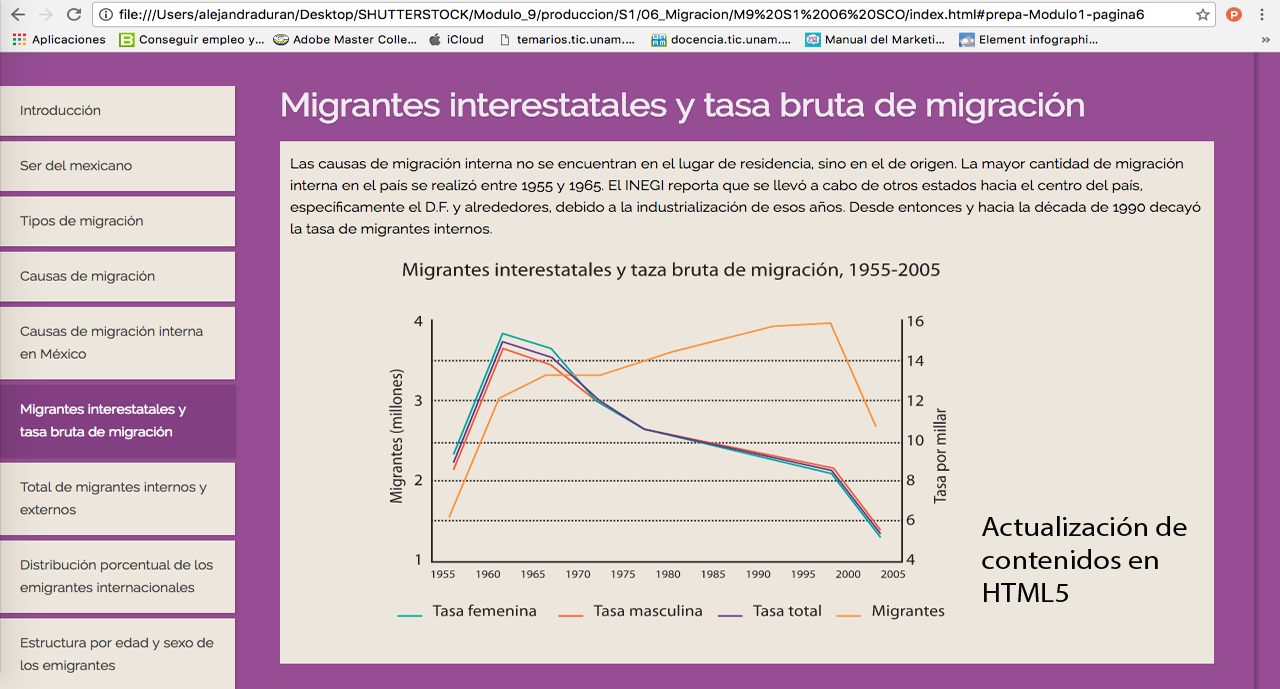 file:///Users/alejandraduran/Desktop/SHUTTERSTOCK/Modulo_9/produccion/S1/06_Migracion/M9%20S1%2006%20SCO/index.html#prepa-Modulo1-pagina6
P
Aplicaciones
Conseguir empleo y...
Adobe Master Colle...
iCloud
temarios.tic.unam....
docencia.tic.unam....
Manual del Marketi...
Element infographi...
»
Introducción
Ser del mexicano
Tipos de migración
Causas de migración
Causas de migración interna
en México
Migrantes interestatales y
tasa bruta de migración
Total de migrantes internos y
externos
Distribución porcentual de los
emigrantes internacionales
Estructura por edad y sexo de
los emigrantes
Migrantes interestatales y tasa bruta de migración
Las causas de migración interna no se encuentran en el lugar de residencia, sino en el de origen. La mayor cantidad de migración
interna en el país se realizó entre 1955 y 1965. El INEGI reporta que se llevó a cabo de otros estados hacia el centro del país,
específicamente el D.F. y alrededores, debido a la industrialización de esos años. Desde entonces y hacia la década de 1990 decayó
la tasa de migrantes internos.
Migrantes interestatales y taza bruta de migración, 1955-2005
Migrantes (millones)
4
3
2
1
16
14
12
10
8
6
4
Tasa por millar
1955 1960 1965 1970 1975 1980 1985 1990 1995 2000 2005
Tasa femenina Tasa masculina Tasa total Migrantes
Actualización de
contenidos en
HTML5